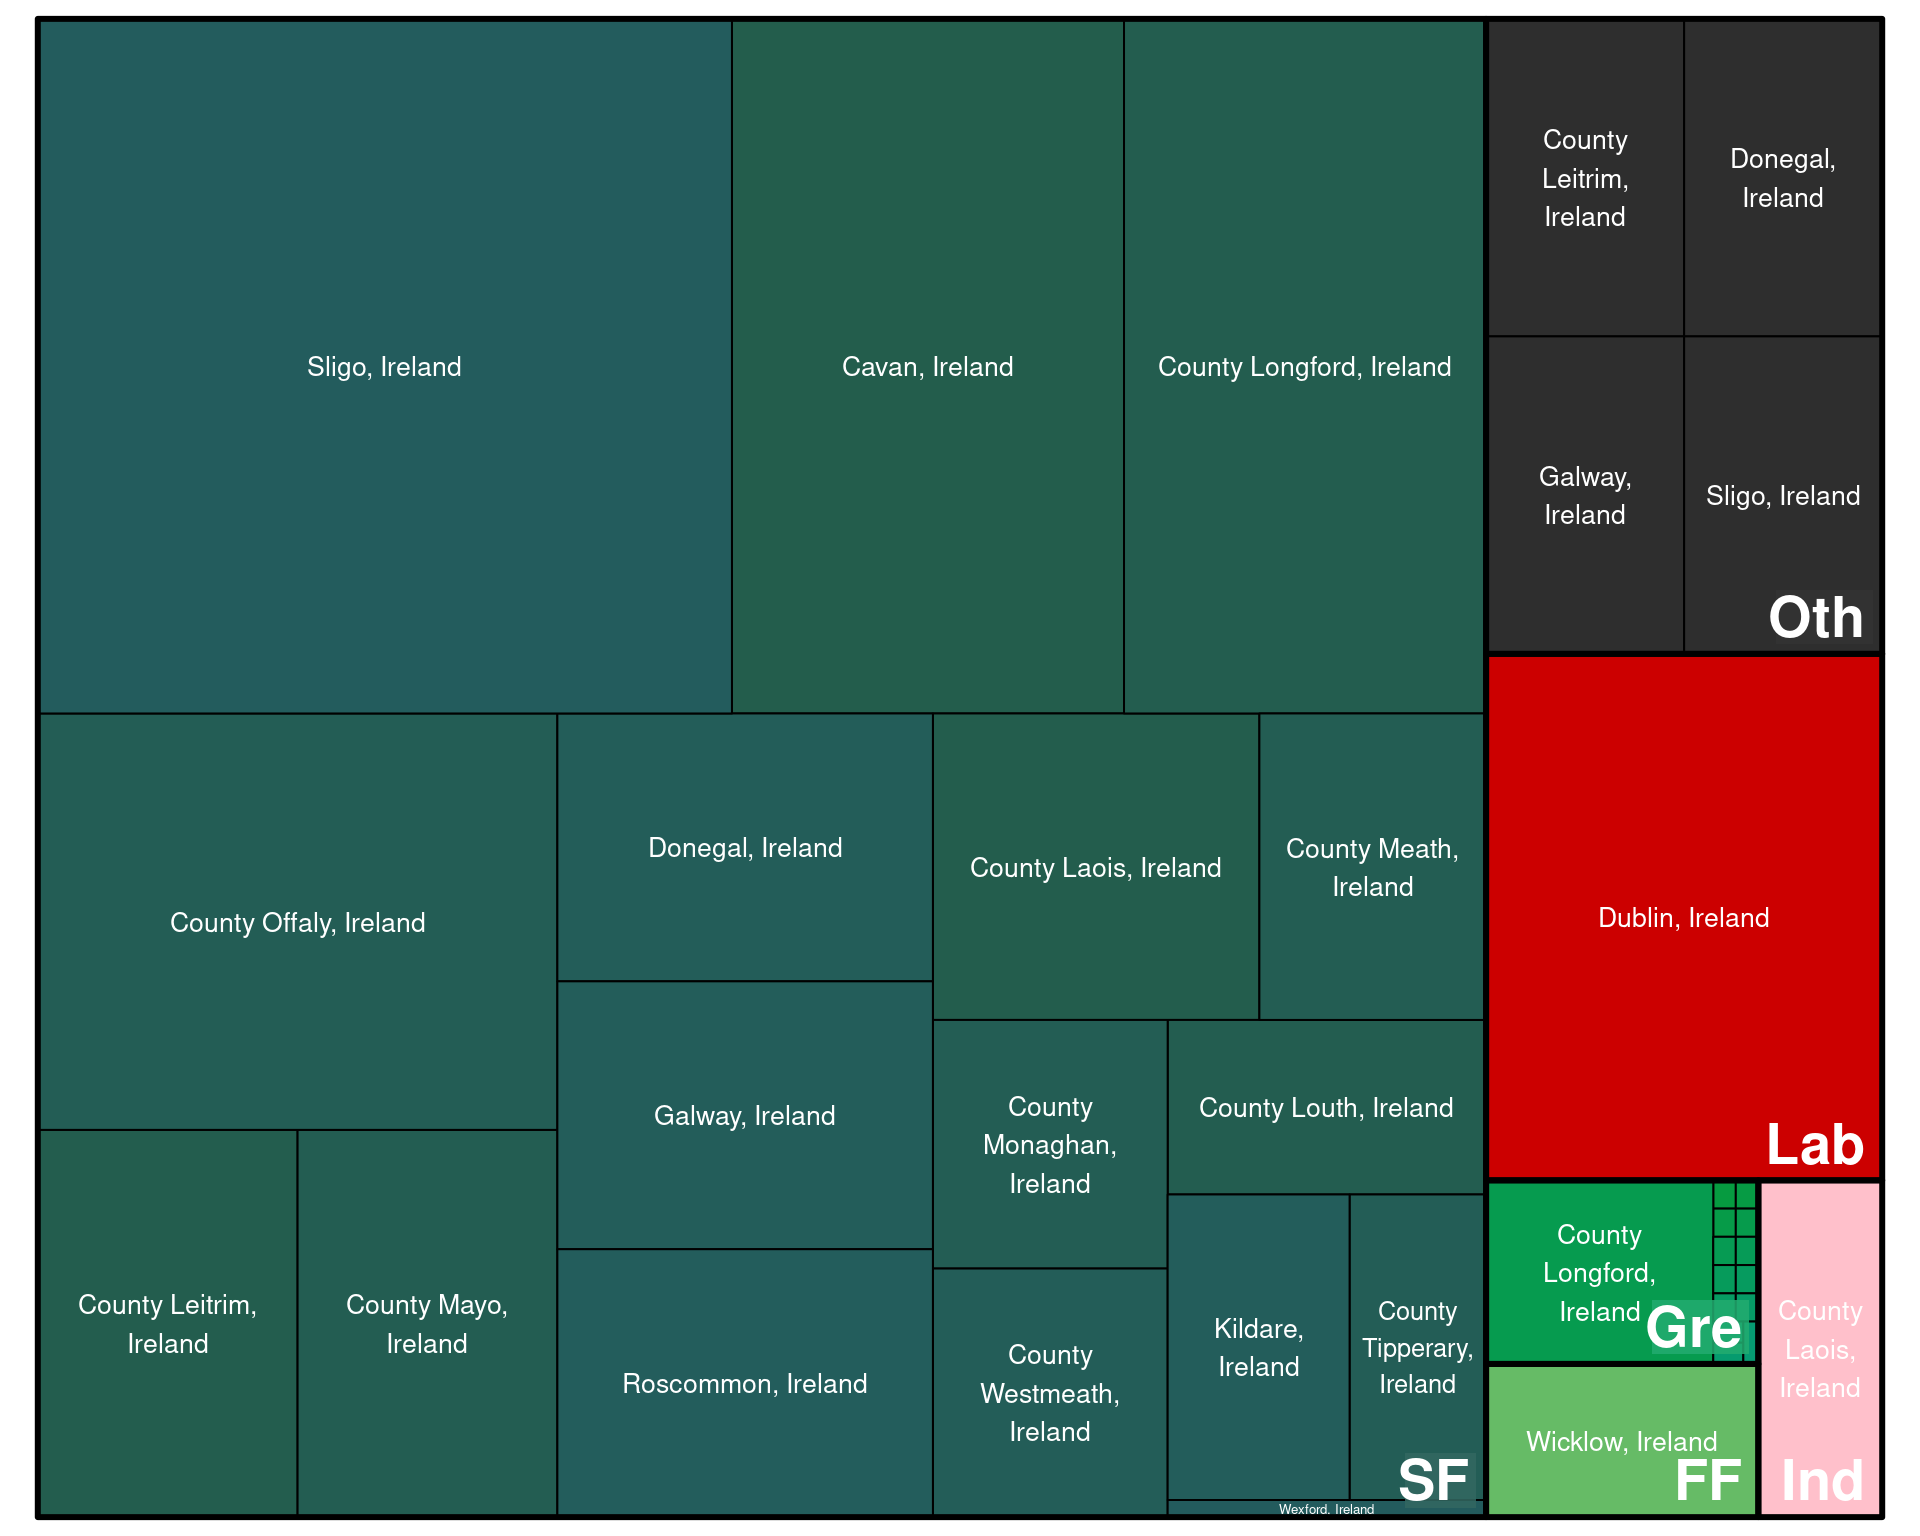 Sligo, Ireland
Cavan, Ireland
County Longford, Ireland
County
Leitrim,
Ireland
Donegal,
Ireland
Galway,
Ireland
Sligo, Ireland
Oth
County Offaly, Ireland
Donegal, Ireland
County Laois, Ireland
County Meath,
Ireland
Dublin, Ireland
Lab
Galway, Ireland
County
Monaghan,
Ireland
County Louth, Ireland
County Leitrim,
Ireland
County Mayo,
Ireland
Roscommon, Ireland
County
Westmeath,
Ireland
Kildare,
Ireland
County
Tipperary,
Ireland
Wexford, Ireland
SF
County
Longford,
Ireland
Gre
Wicklow, Ireland
FF
County
Laois,
Ireland
Ind